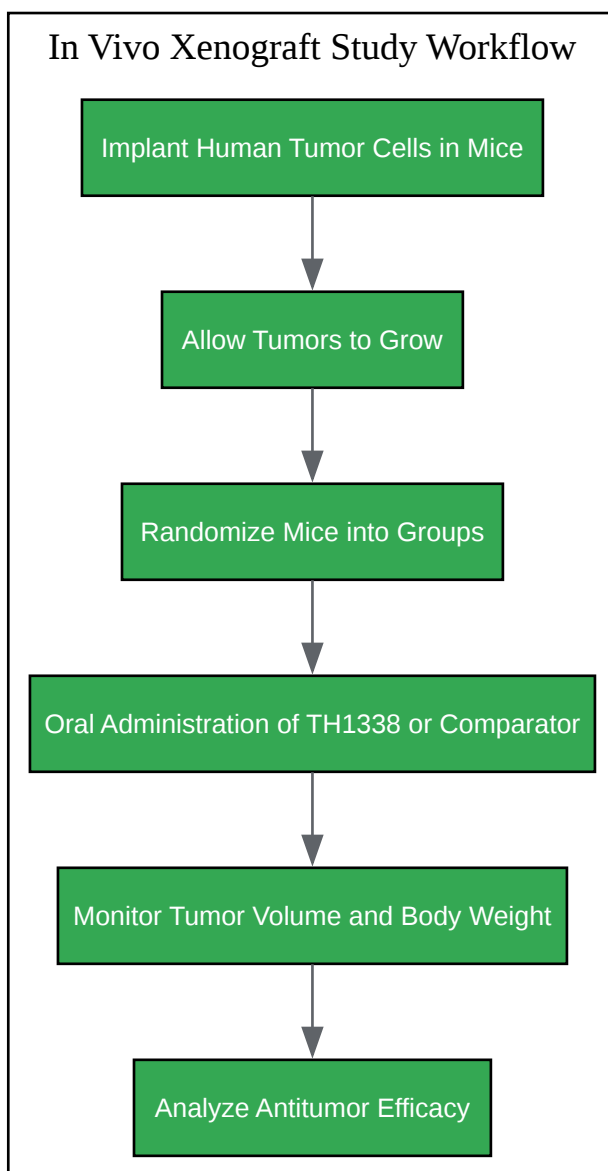 In Vivo Xenograft Study Workflow
Implant Human Tumor Cells in Mice
Allow Tumors to Grow
Randomize Mice into Groups
Oral Administration of TH1338 or Comparator
Monitor Tumor Volume and Body Weight
Analyze Antitumor Efficacy